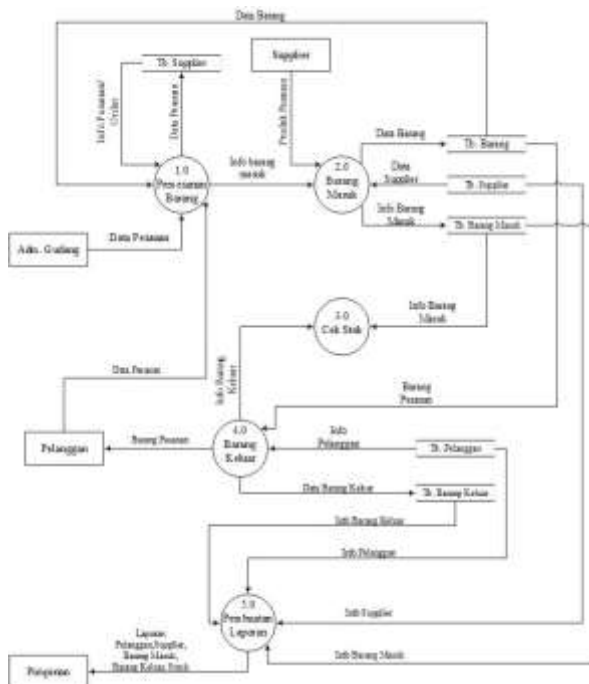 Data Barang
Tb. Supplier
Supplier
Info Pesanan/
Order
Data Pesanan
Produk Pesanan
1.0
Pemesanan
Barang
Info barang
masuk
2.0
Barang
Masuk
Data Barang
Tb. Barang
Data
Supplier
Tb. Supplier
Info Barang
Masuk
Tb. Barang Masuk
Adm. Gudang
Data Pesanan
3.0
Cek Stok
Info Barang
Masuk
Info Barang
Keluar
Data Pesanan
Barang
Pesanan
Pelanggan
Barang Pesanan
4.0
Barang
Keluar
Info
Pelanggan
Tb. Pelanggan
Data Barang Keluar
Tb. Barang Keluar
Info Barang Keluar
Info Pelanggan
5.0
Pembuatan
Laporan
Info Supplier
Laporan,
Pelanggan,Supplier,
Barang Masuk,
Barang Keluar,
Info Barang Masuk
Pimpinan